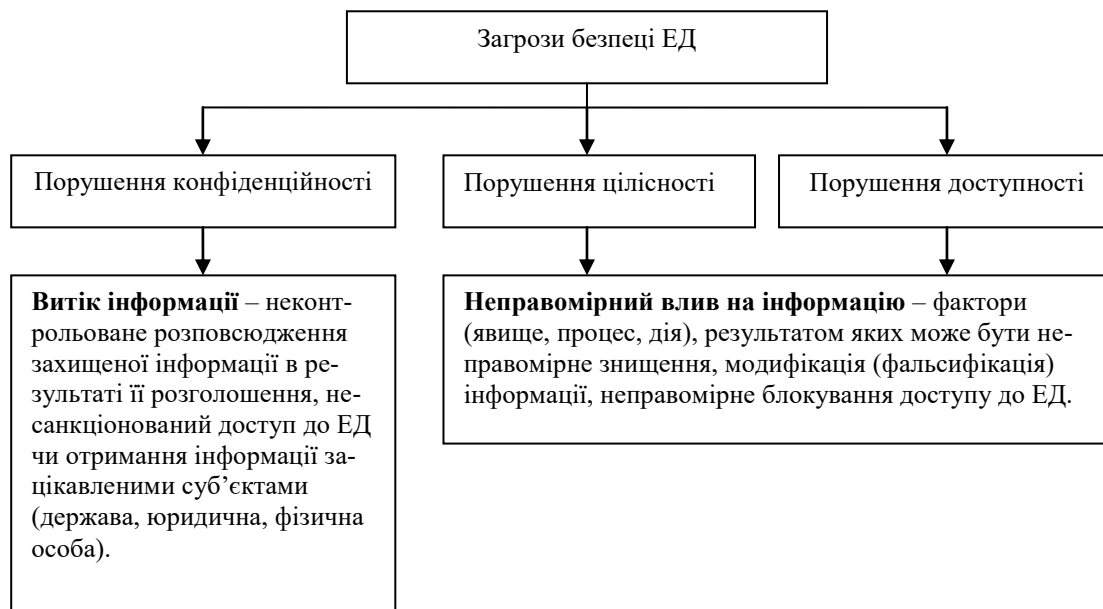 Загрози безпеці ЕД
Порушення конфіденційності
Порушення цілісності
Порушення доступності
Витік інформації – неконт-
рольоване розповсюдження
захищеної інформації в ре-
зультаті її розголошення, не-
санкціонований доступ до ЕД
чи отримання інформації за-
цікавленими суб’єктами
(держава, юридична, фізична
особа).
Неправомірний влив на інформацію – фактори
(явище, процес, дія), результатом яких може бути не-
правомірне знищення, модифікація (фальсифікація)
інформації, неправомірне блокування доступу до ЕД.